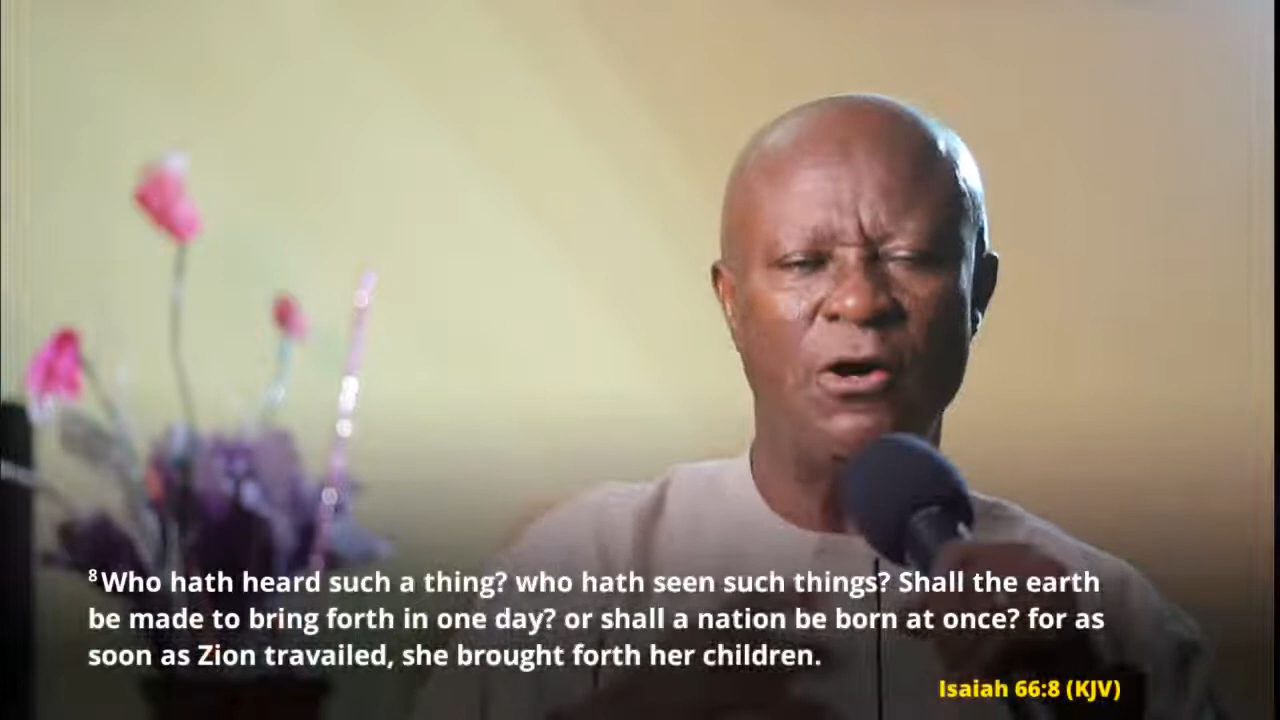 ⁸Who hath heard such a thing? who hath seen such things? Shall the earth
be made to bring forth in one day? or shall a nation be born at once? for as
soon as Zion travailed, she brought forth her children.
Isaiah 66:8 (KJV)